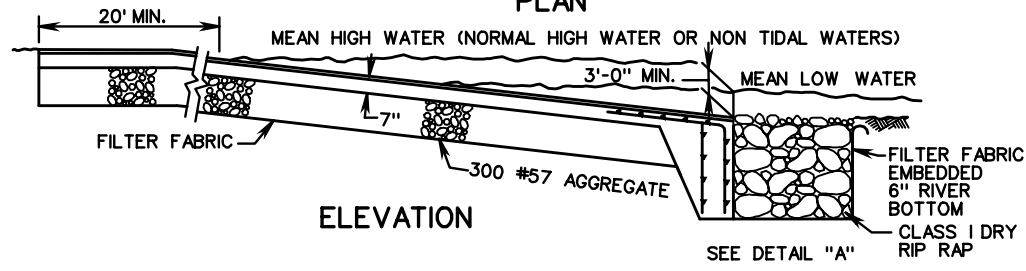 PLAN
20' MIN.
MEAN HIGH WATER (NORMAL HIGH WATER OR NON TIDAL WATERS)
3'-0" MIN.
MEAN LOW WATER
7"
FILTER FABRIC
300 #57 AGGREGATE
FILTER FABRIC
EMBEDDED
6" RIVER
BOTTOM
CLASS I DRY
RIP RAP
ELEVATION
SEE DETAIL "A"